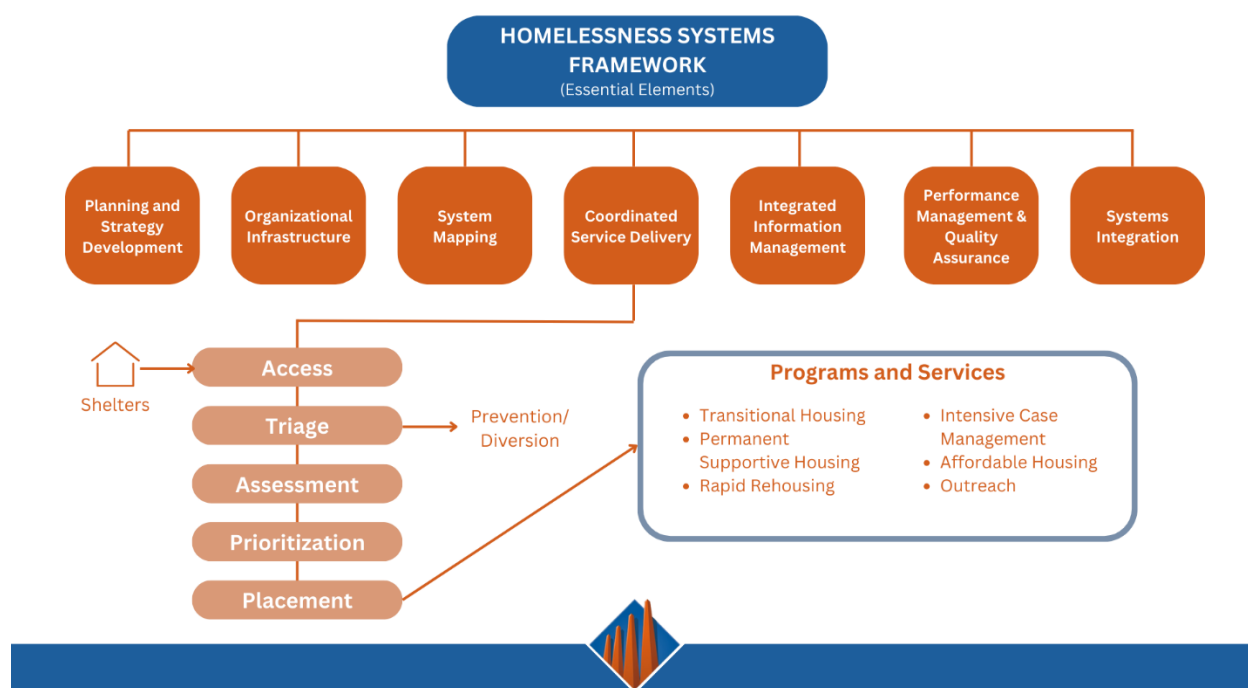 HOMELESSNESS SYSTEMS
FRAMEWORK
(Essential Elements)
Planning and
Strategy
Development
Organizational
Infrastructure
System
Mapping
Coordinated
Service Delivery
Integrated
Information
Management
Performance
Management &
Quality
Assurance
Systems
Integration
Shelters
Access
Triage
Prevention/
Diversion
Assessment
Prioritization
Placement
Programs and Services
• Transitional Housing
• Permanent
Supportive Housing
• Rapid Rehousing
• Intensive Case
Management
• Affordable Housing
• Outreach